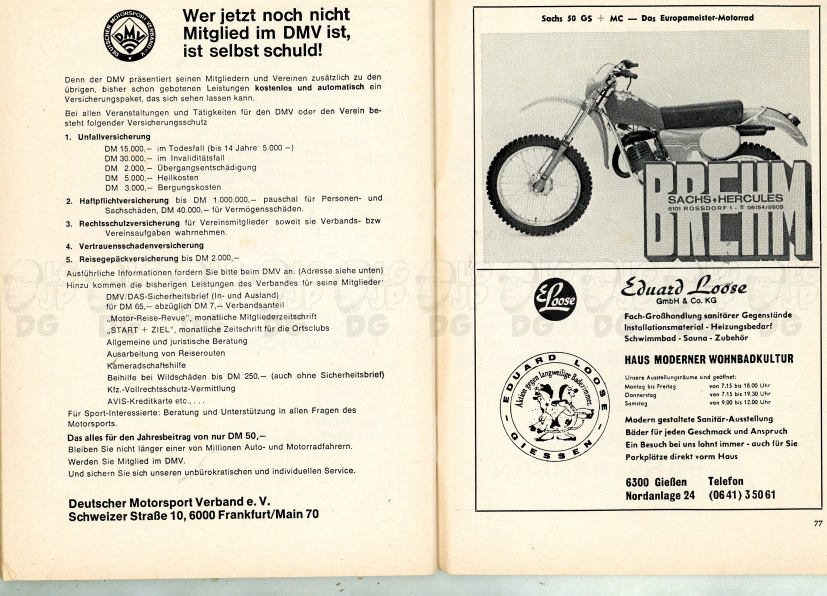 DEUTSCHER MOTORSPORT VERBAND e.V.
DMV
Wer jetzt noch nicht
Mitglied im DMV ist,
ist selbst schuld!
Denn der DMV präsentiert seinen Mitgliedern und Vereinen zusätzlich zu den
übrigen, bisher schon gebotenen Leistungen kostenlos und automatisch ein
Versicherungspaket, das sich sehen lassen kann.
Bei allen Veranstaltungen und Tätigkeiten für den DMV oder den Verein be-
steht folgender Versicherungsschutz
1. Unfallversicherung
DM 15.000,— im Todesfall (bis 14 Jahre 5.000 —)
DM 30.000,— im Invaliditätsfall
DM 2.000,— Übergangsentschädigung
DM 5.000,— Heilkosten
DM 3.000,— Bergungskosten
2. Haftpflichtversicherung bis DM 1.000.000,— pauschal für Personen- und
Sachschäden, DM 40.000,— für Vermögensschäden.
3. Rechtsschutzversicherung für Vereinsmitglieder soweit sie Verbands- bzw
Vereinsaufgaben wahrnehmen.
4. Vertrauensschadenversicherung
5. Reisegepäckversicherung bis DM 2.000,—
Ausführliche Informationen fordern Sie bitte beim DMV an. (Adresse siehe unten)
Hinzu kommen die bisherigen Leistungen des Verbandes für seine Mitglieder
DMV/DAS-Sicherheitsbrief (In- und Ausland)
für DM 65,— abzüglich DM 7,— Verbandsanteil
„Motor-Reise-Revue", monatliche Mitgliederzeitschrift
„START + ZIEL", monatliche Zeitschrift für die Ortsclubs
Allgemeine und juristische Beratung
Ausarbeitung von Reiserouten
Kameradschaftshilfe
Beihilfe bei Wildschäden bis DM 250,— (auch ohne Sicherheitsbrief)
Kfz.-Vollrechtsschutz-Vermittlung
AVIS-Kreditkarte etc., . . .
Für Sport-Interessierte: Beratung und Unterstützung in allen Fragen des
Motorsports.
Das alles für den Jahresbeitrag von nur DM 50,—
Bleiben Sie nicht länger einer von Millionen Auto- und Motorradfahrern.
Werden Sie Mitglied im DMV.
Und sichern Sie sich unseren unbürokratischen und individuellen Service.
Deutscher Motorsport Verband e. V.
Schweizer Straße 10, 6000 Frankfurt/Main 70
Sachs 50 GS + MC — Das Europameister-Motorrad
BREHM
SACHS + HERCULES
6101 ROSSDORF 1 - ☎ 06154/9809
E. Loose
Eduard Loose
GmbH & Co. KG
Fach-Großhandlung sanitärer Gegenstände
Installationsmaterial - Heizungsbedarf
Schwimmbad - Sauna - Zubehör
HAUS MODERNER WOHNBADKULTUR
EDUARD LOOSE
Aktion gegen langweilige Badezimmer
GIESSEN
Unsere Ausstellungsräume sind geöffnet:
Montag bis Freitag von 7.15 bis 18.00 Uhr
Donnerstag von 7.15 bis 19.30 Uhr
Samstag von 9.00 bis 12.00 Uhr
Modern gestaltete Sanitär-Ausstellung
Bäder für jeden Geschmack und Anspruch
Ein Besuch bei uns lohnt immer - auch für Sie
Parkplätze direkt vorm Haus
6300 Gießen Telefon
Nordanlage 24 (06 41) 3 50 61
77